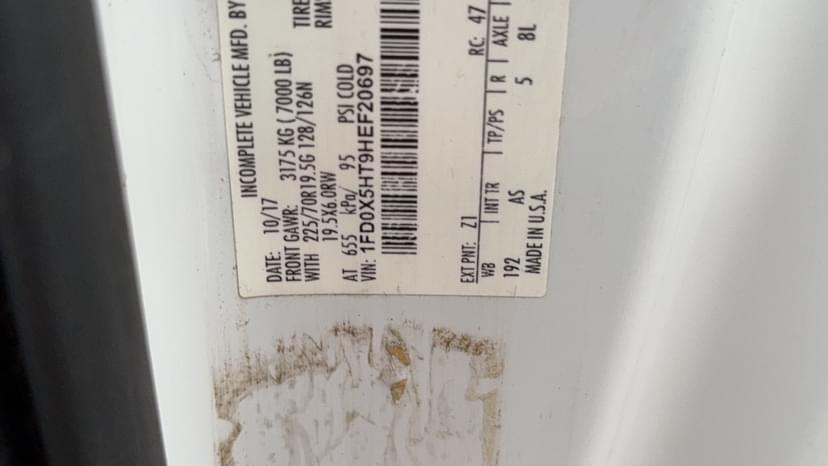 INCOMPLETE VEHICLE MFD. BY
DATE: 10/17
FRONT GAWR: 3175 KG ( 7000 LB)
WITH 225/70R19.5G 128/126N TIRE
19.5X6.0RW RIM
AT 655 kPa/ 95 PSI COLD
VIN: 1FD0X5HT9HEF20697
EXT PNT: Z1 RC: 47
WB INT TR TP/PS R AXLE
192 AS 5 8L
MADE IN U.S.A.